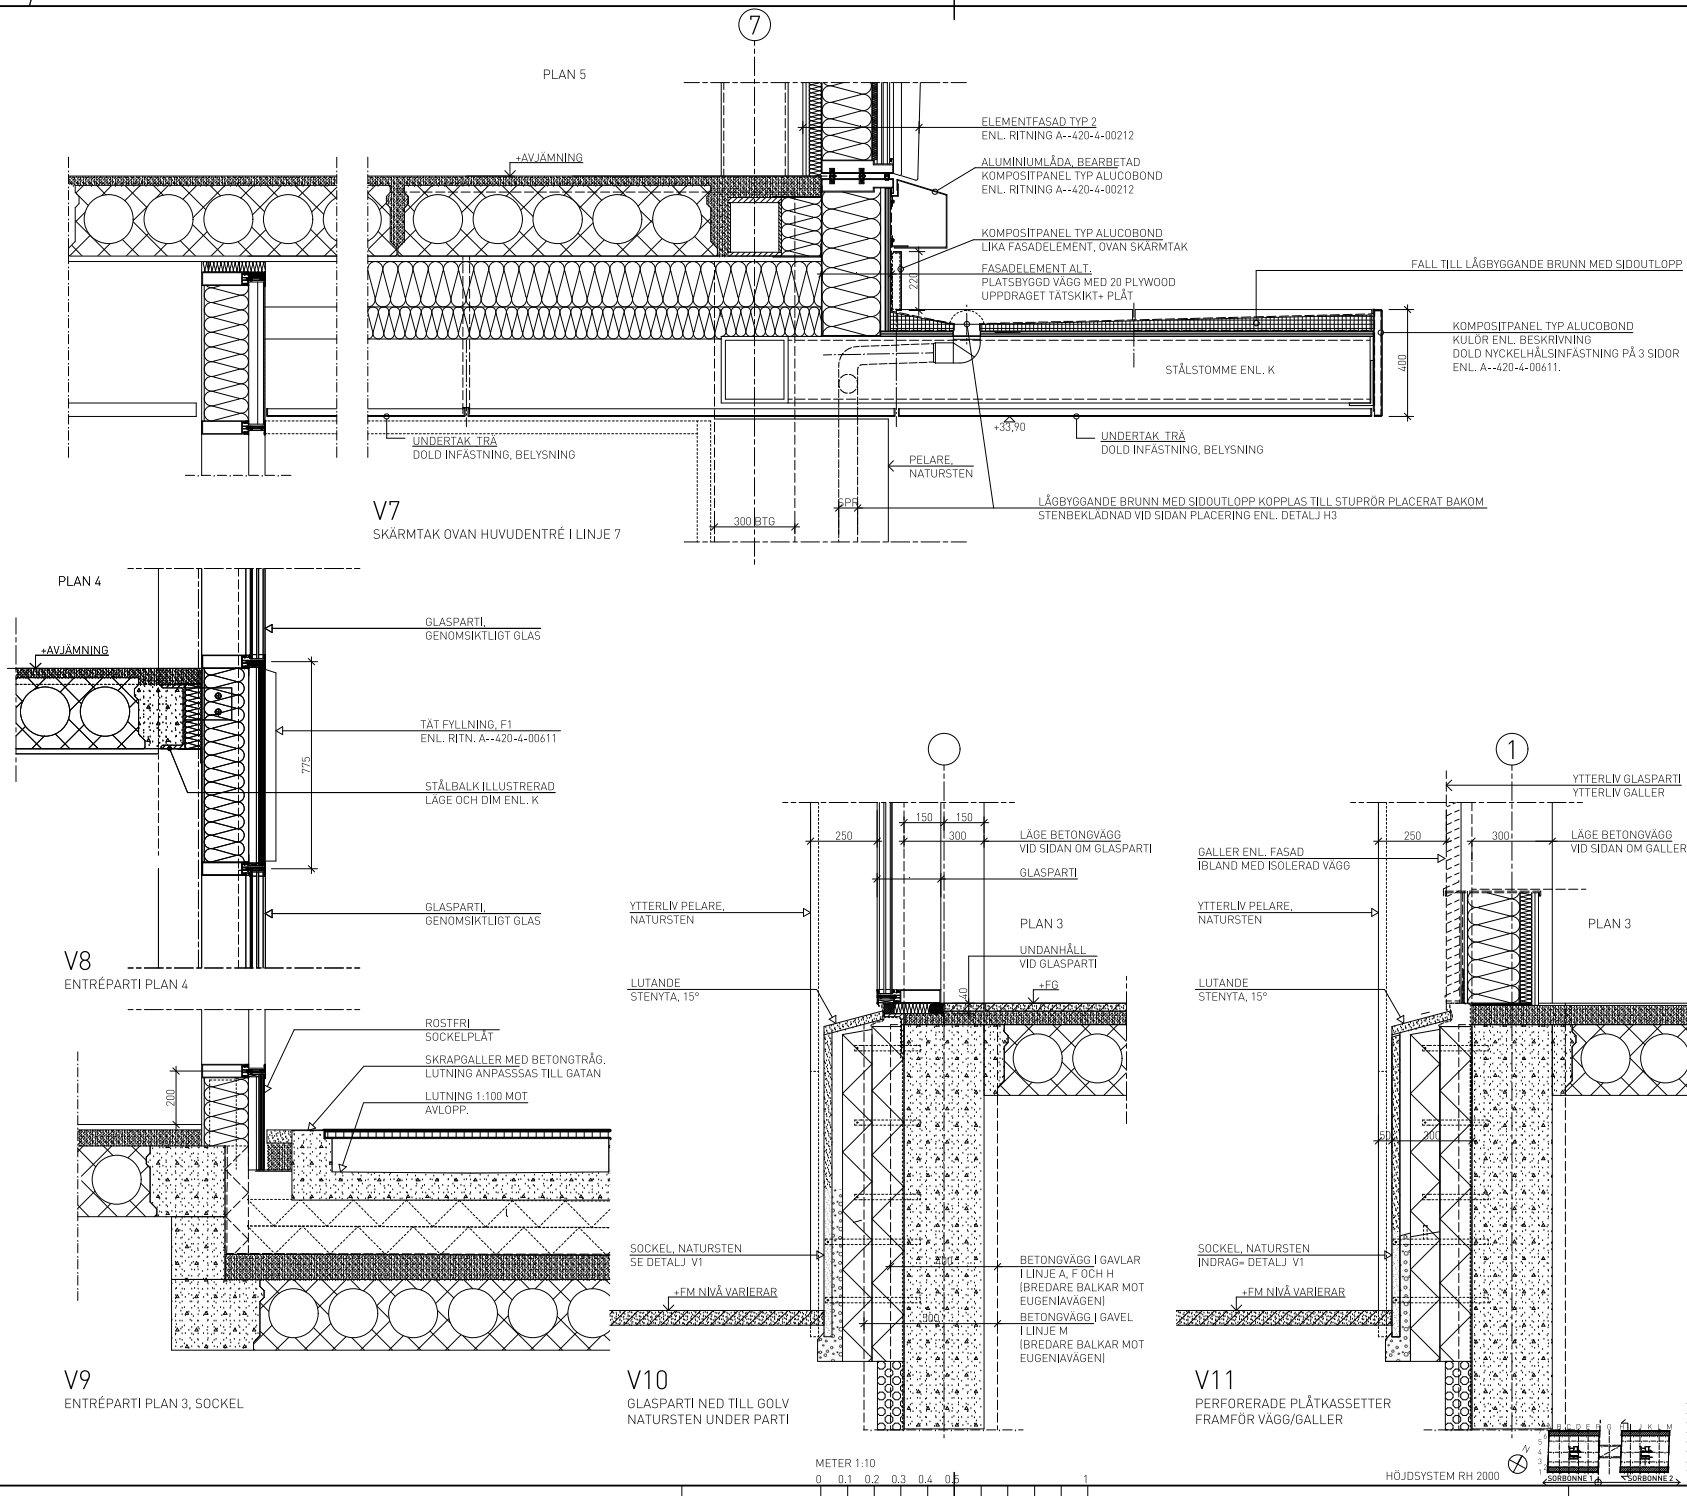 7
PLAN 5
ELEMENTFASAD TYP 2
ENL. RITNING A--420-4-00212
+AVJÄMNING
ALUMINIUMLÅDA, BEARBETAD
KOMPOSITPANEL TYP ALUCOBOND
ENL. RITNING A--420-4-00212
KOMPOSITPANEL TYP ALUCOBOND
LIKA FASADELEMENT, OVAN SKÄRMTAK
FASADELEMENT ALT.
PLATSBYGGD VÄGG MED 20 PLYWOOD
UPPDRAGET TÄTSKIKT+ PLÅT
220
FALL TILL LÅGBYGGANDE BRUNN MED SIDOUTLOPP
KOMPOSITPANEL TYP ALUCOBOND
KULÖR ENL. BESKRIVNING
DOLD NYCKELHÅLSINFÄSTNING PÅ 3 SIDOR
ENL. A--420-4-00611.
400
STÅLSTOMME ENL. K
+33,90
UNDERTAK TRÄ
DOLD INFÄSTNING, BELYSNING
UNDERTAK TRÄ
DOLD INFÄSTNING, BELYSNING
PELARE,
NATURSTEN
SPR
300 BTG
LÅGBYGGANDE BRUNN MED SIDOUTLOPP KOPPLAS TILL STUPRÖR PLACERAT BAKOM
STENBEKLÄDNAD VID SIDAN PLACERING ENL. DETALJ H3
V7
SKÄRMTAK OVAN HUVUDENTRÉ I LINJE 7
PLAN 4
GLASPARTI,
GENOMSIKTLIGT GLAS
+AVJÄMNING
TÄT FYLLNING, F1
ENL. RITN. A--420-4-00611
775
STÅLBALK ILLUSTRERAD
LÄGE OCH DIM ENL. K
GLASPARTI,
GENOMSIKTLIGT GLAS
V8
ENTRÉPARTI PLAN 4
ROSTFRI
SOCKELPLÅT
SKRAPGALLER MED BETONGTRÅG.
LUTNING ANPASSSAS TILL GATAN
LUTNING 1:100 MOT
AVLOPP.
200
V9
ENTRÉPARTI PLAN 3, SOCKEL
150
150
250
300
LÄGE BETONGVÄGG
VID SIDAN OM GLASPARTI
GLASPARTI
YTTERLIV PELARE,
NATURSTEN
PLAN 3
UNDANHÅLL
VID GLASPARTI
LUTANDE
STENYTA, 15°
40
+FG
SOCKEL, NATURSTEN
SE DETALJ V1
+FM NIVÅ VARIERAR
BETONGVÄGG I GAVLAR
I LINJE A, F OCH H
(BREDARE BALKAR MOT
EUGENIAVÄGEN)
BETONGVÄGG I GAVEL
I LINJE M
(BREDARE BALKAR MOT
EUGENIAVÄGEN)
V10
GLASPARTI NED TILL GOLV
NATURSTEN UNDER PARTI
1
YTTERLIV GLASPARTI
YTTERLIV GALLER
250
300
LÄGE BETONGVÄGG
VID SIDAN OM GALLER
GALLER ENL. FASAD
IBLAND MED ISOLERAD VÄGG
YTTERLIV PELARE,
NATURSTEN
PLAN 3
LUTANDE
STENYTA, 15°
50
300
SOCKEL, NATURSTEN
INDRAG= DETALJ V1
+FM NIVÅ VARIERAR
V11
PERFORERADE PLÅTKASSETTER
FRAMFÖR VÄGG/GALLER
METER 1:10
0 0.1 0.2 0.3 0.4 0.5 1
HÖJDSYSTEM RH 2000
N
SORBONNE 1
SORBONNE 2